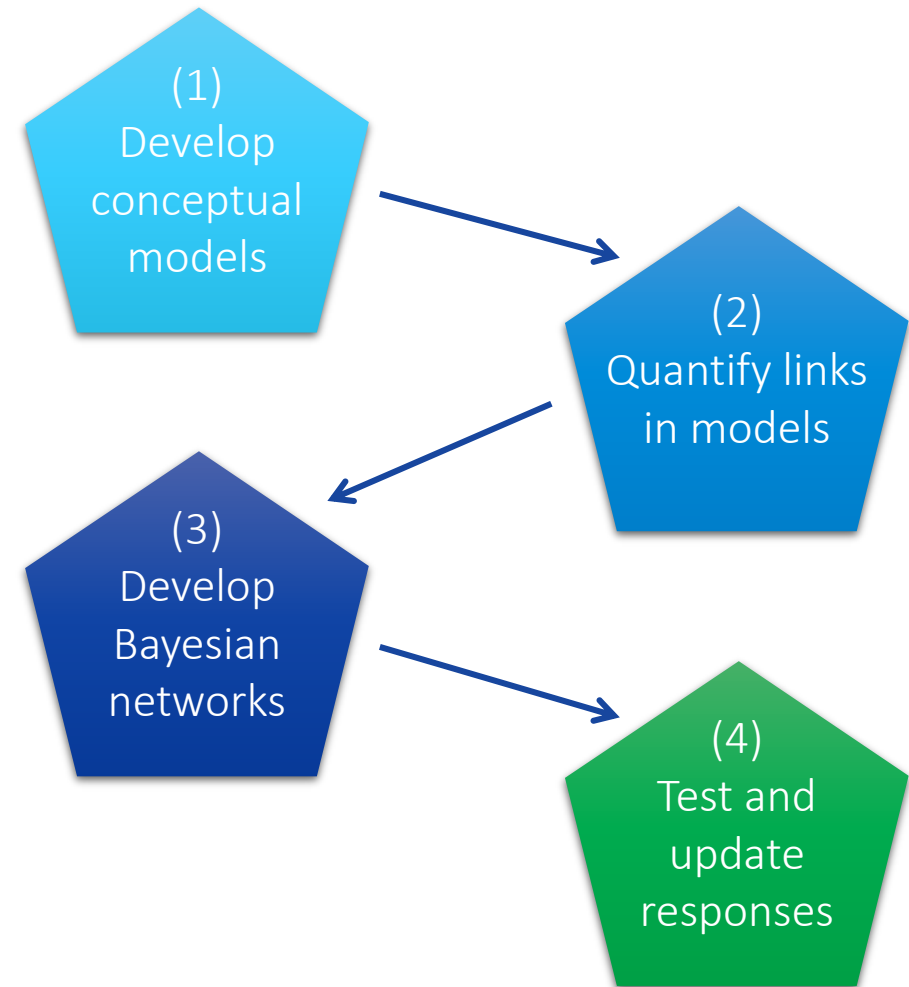 (1)
Develop
conceptual
models
(2)
Quantify links
in models
(3)
Develop
Bayesian
networks
(4)
Test and
update
responses